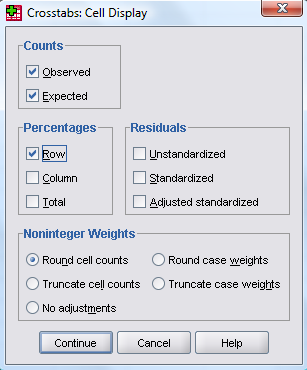 Crosstabs: Cell Display
Counts
Observed
Expected
Percentages
Row
Column
Total
Residuals
Unstandardized
Standardized
Adjusted standardized
Noninteger Weights
Round cell counts
Round case weights
Truncate cell counts
Truncate case weights
No adjustments
Continue
Cancel
Help